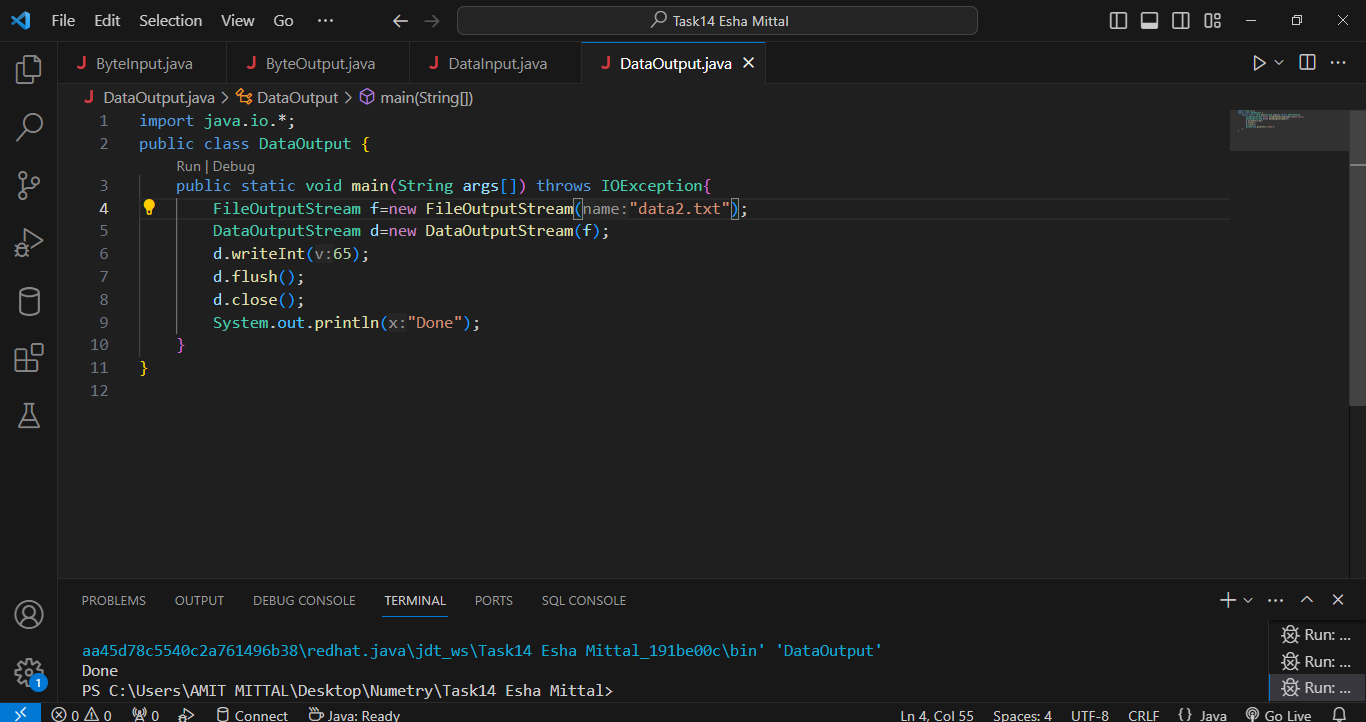 File Edit Selection View Go ··· Task14 Esha Mittal
J ByteInput.java J ByteOutput.java J DataInput.java J DataOutput.java
J DataOutput.java > DataOutput > main(String[])
1 import java.io.*;
2 public class DataOutput {
Run | Debug
3 public static void main(String args[]) throws IOException{
4 FileOutputStream f=new FileOutputStream(name:"data2.txt");
5 DataOutputStream d=new DataOutputStream(f);
6 d.writeInt(v:65);
7 d.flush();
8 d.close();
9 System.out.println(x:"Done");
10 }
11 }
12
PROBLEMS OUTPUT DEBUG CONSOLE TERMINAL PORTS SQL CONSOLE
aa45d78c5540c2a761496b38\redhat.java\jdt_ws\Task14 Esha Mittal_191be00c\bin' 'DataOutput'
Done
PS C:\Users\AMIT MITTAL\Desktop\Numetry\Task14 Esha Mittal>
Run: ...
Run: ...
Run: ...
1
0 0 0 Connect Java: Ready Ln 4, Col 55 Spaces: 4 UTF-8 CRLF {} Java Go Live